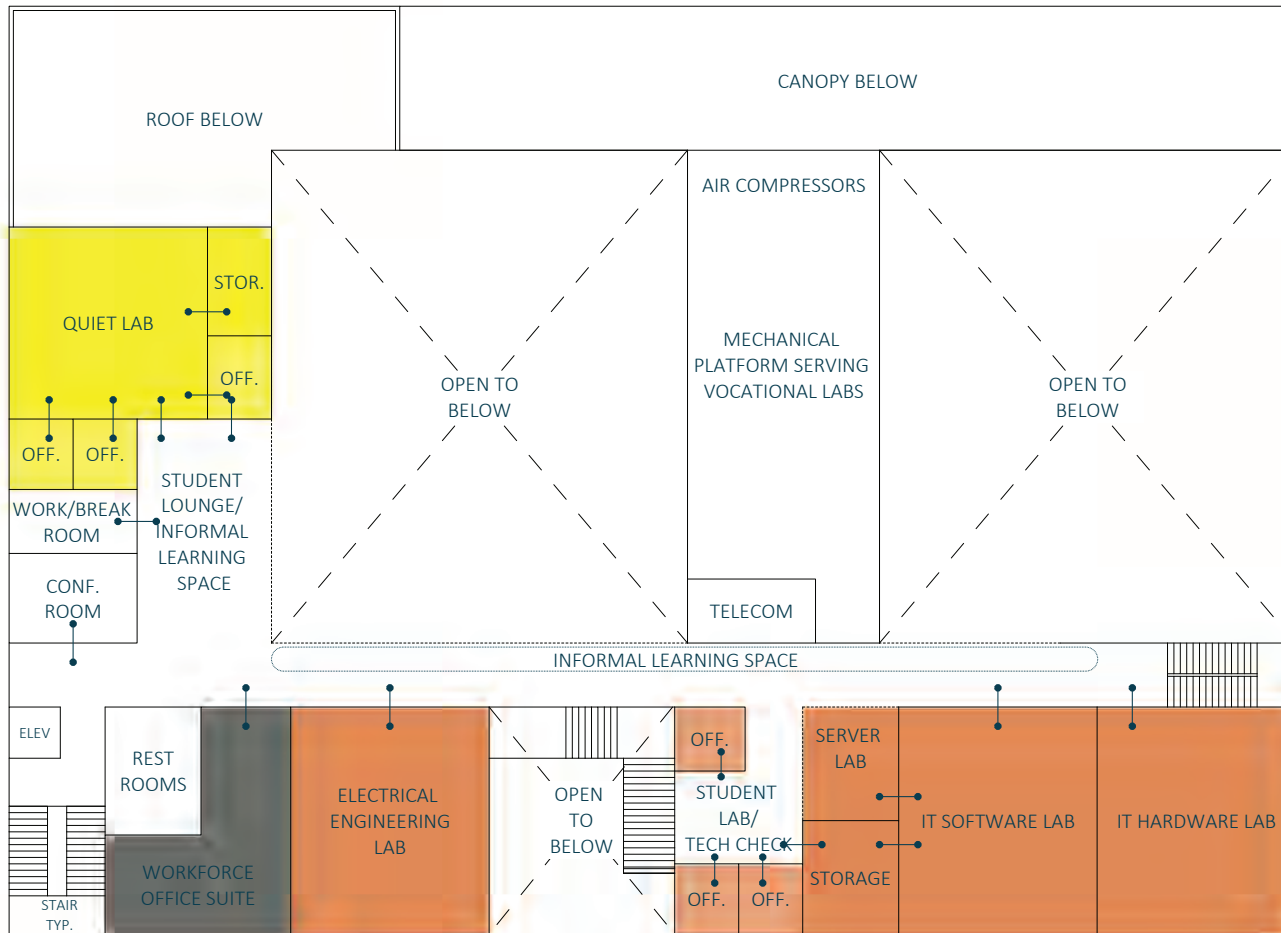 CANOPY BELOW
ROOF BELOW
AIR COMPRESSORS
STOR.
QUIET LAB
OFF.
MECHANICAL
PLATFORM SERVING
VOCATIONAL LABS
OPEN TO
BELOW
OPEN TO
BELOW
OFF.
OFF.
STUDENT
LOUNGE/
INFORMAL
LEARNING
SPACE
WORK/BREAK
ROOM
CONF.
ROOM
TELECOM
INFORMAL LEARNING SPACE
ELEV
REST
ROOMS
WORKFORCE
OFFICE SUITE
STAIR
TYP.
ELECTRICAL
ENGINEERING
LAB
OPEN
TO
BELOW
OFF.
STUDENT
LAB/
TECH CHECK
OFF.
OFF.
SERVER
LAB
STORAGE
IT SOFTWARE LAB
IT HARDWARE LAB